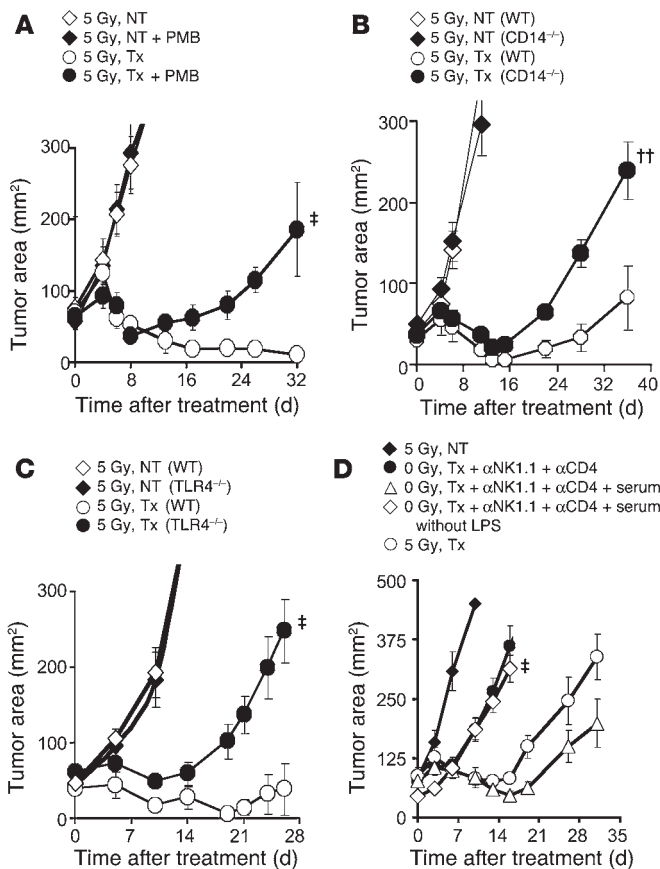 A
5 Gy, NT
5 Gy, NT + PMB
5 Gy, Tx
5 Gy, Tx + PMB
300
200
100
0
Tumor area (mm²)
‡
0 8 16 24 32
Time after treatment (d)
B
5 Gy, NT (WT)
5 Gy, NT (CD14⁻/⁻)
5 Gy, Tx (WT)
5 Gy, Tx (CD14⁻/⁻)
300
200
100
0
Tumor area (mm²)
††
0 8 16 24 36 40
Time after treatment (d)
C
5 Gy, NT (WT)
5 Gy, NT (TLR4⁻/⁻)
5 Gy, Tx (WT)
5 Gy, Tx (TLR4⁻/⁻)
300
200
100
0
Tumor area (mm²)
‡
0 7 14 21 28
Time after treatment (d)
D
5 Gy, NT
0 Gy, Tx + αNK1.1 + αCD4
0 Gy, Tx + αNK1.1 + αCD4 + serum
0 Gy, Tx + αNK1.1 + αCD4 + serum
without LPS
5 Gy, Tx
500
375
250
125
0
Tumor area (mm²)
‡
0 7 14 21 28 35
Time after treatment (d)